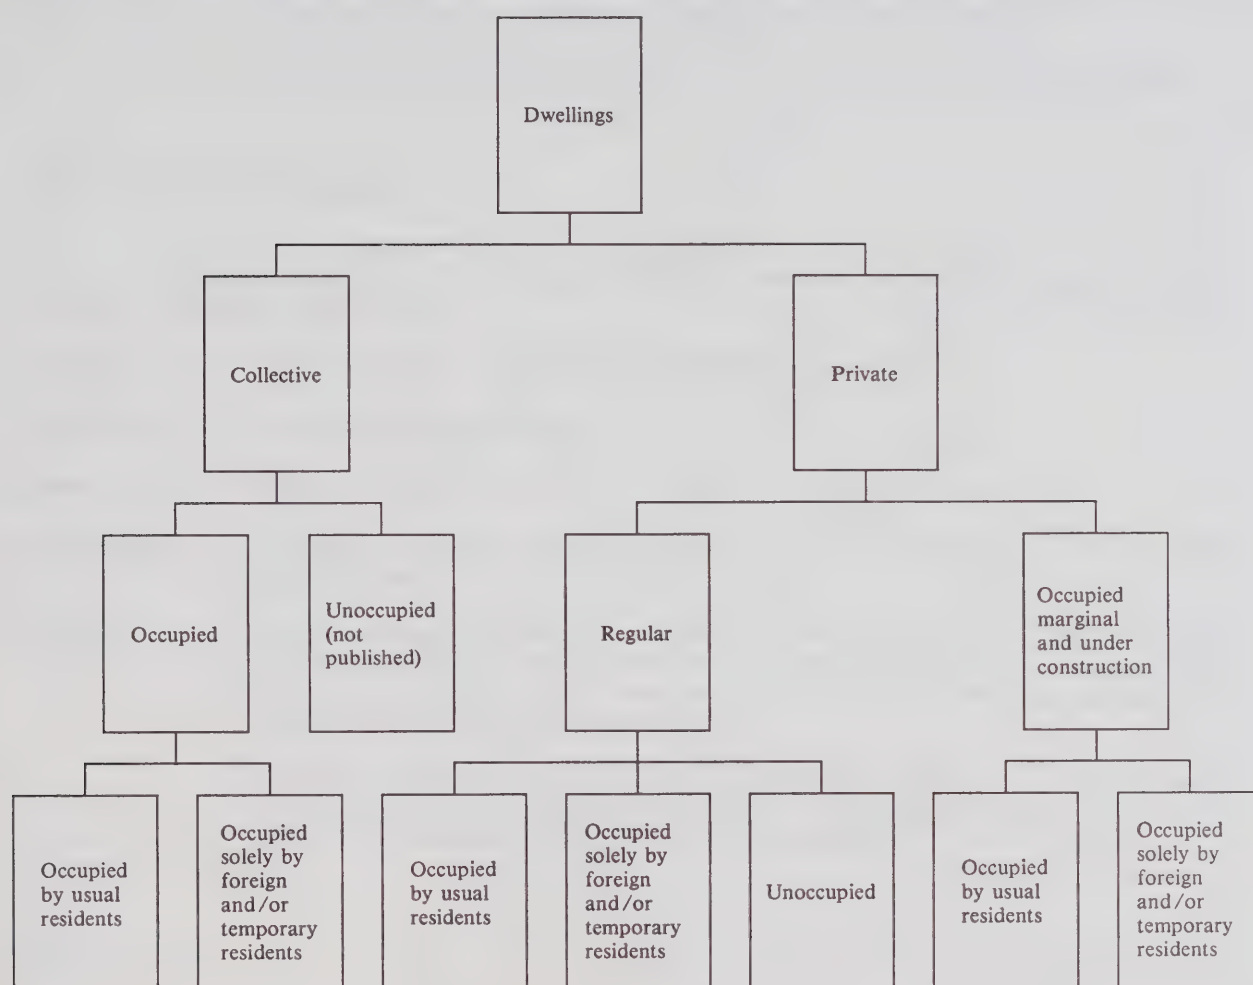 Dwellings
Collective
Private
Occupied
Unoccupied
(not
published)
Regular
Occupied
marginal
and under
construction
Occupied
by usual
residents
Occupied
solely by
foreign
and/or
temporary
residents
Occupied
by usual
residents
Occupied
solely by
foreign
and/or
temporary
residents
Unoccupied
Occupied
by usual
residents
Occupied
solely by
foreign
and/or
temporary
residents